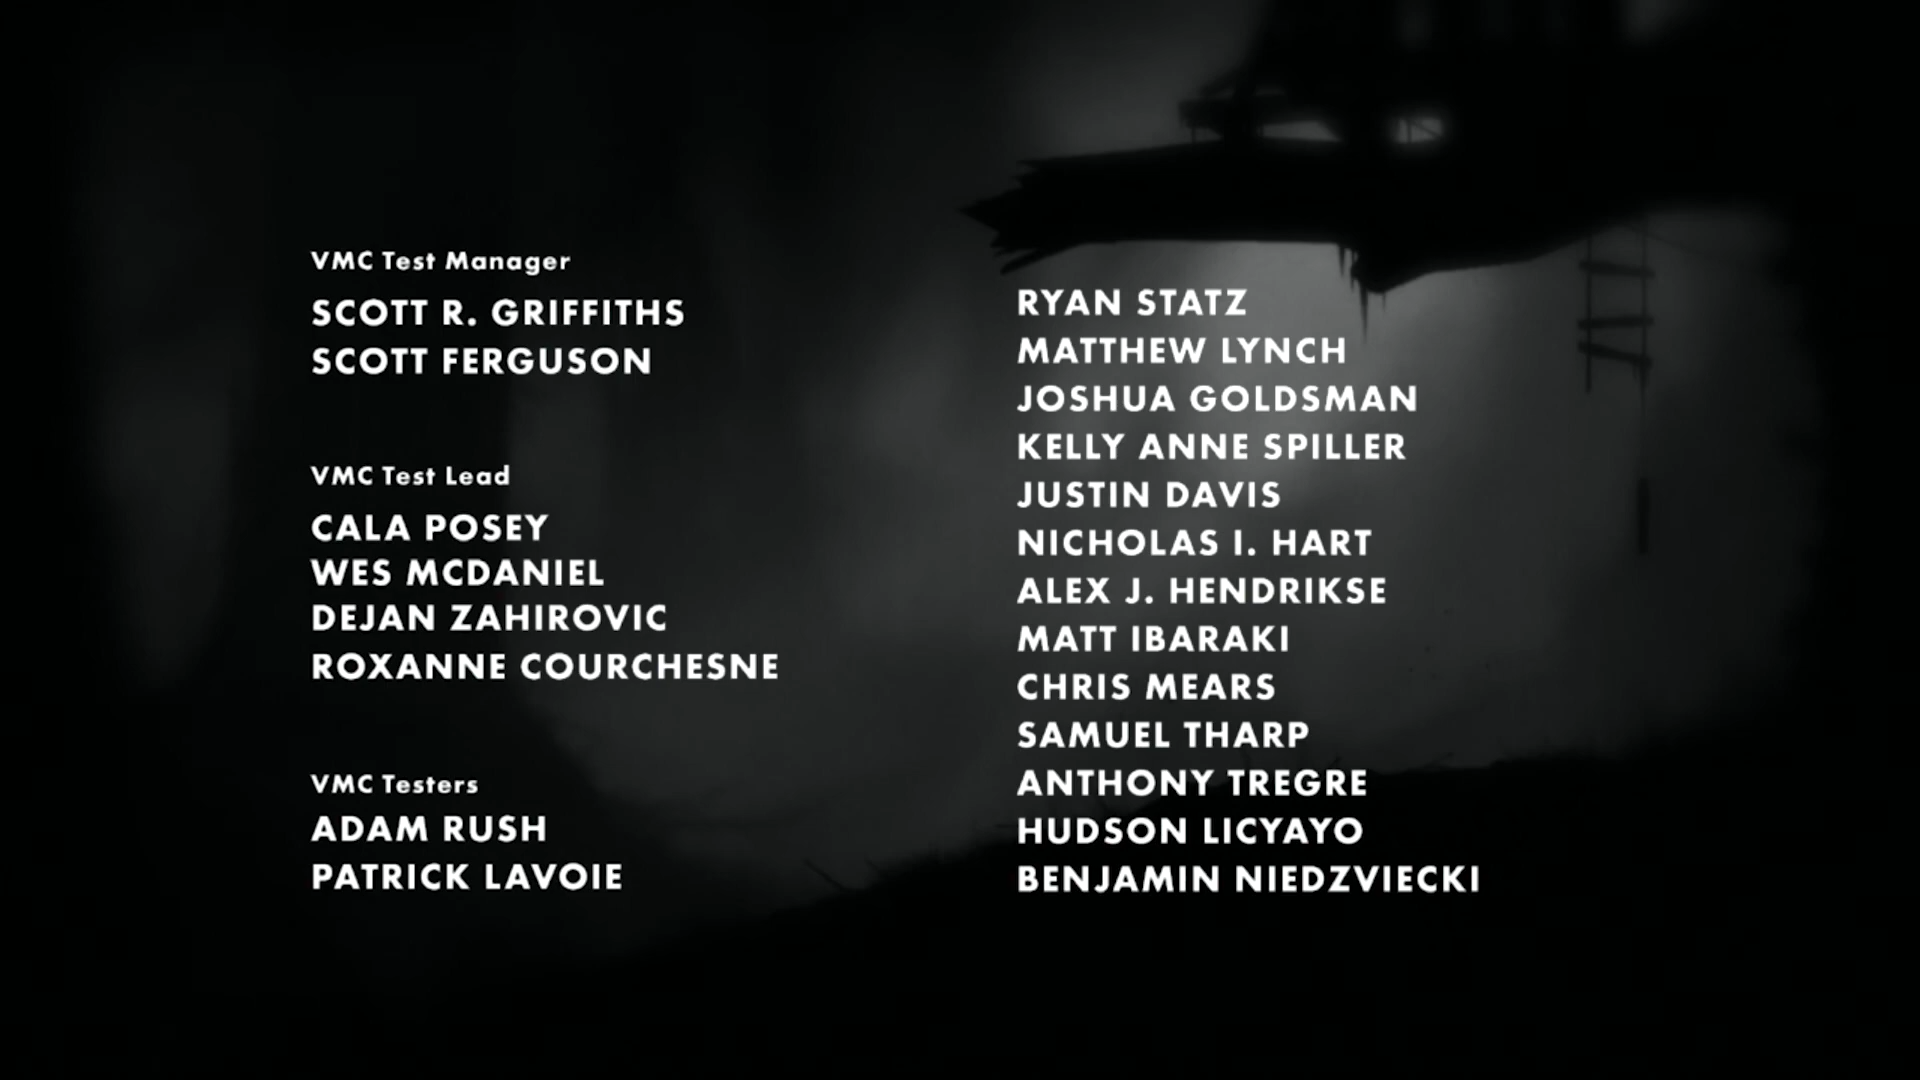 VMC Test Manager
SCOTT R. GRIFFITHS
SCOTT FERGUSON
VMC Test Lead
CALA POSEY
WES MCDANIEL
DEJAN ZAHIROVIC
ROXANNE COURCHESNE
VMC Testers
ADAM RUSH
PATRICK LAVOIE
RYAN STATZ
MATTHEW LYNCH
JOSHUA GOLDSMAN
KELLY ANNE SPILLER
JUSTIN DAVIS
NICHOLAS I. HART
ALEX J. HENDRIKSE
MATT IBARAKI
CHRIS MEARS
SAMUEL THARP
ANTHONY TREGRE
HUDSON LICYAYO
BENJAMIN NIEDZVIECKI